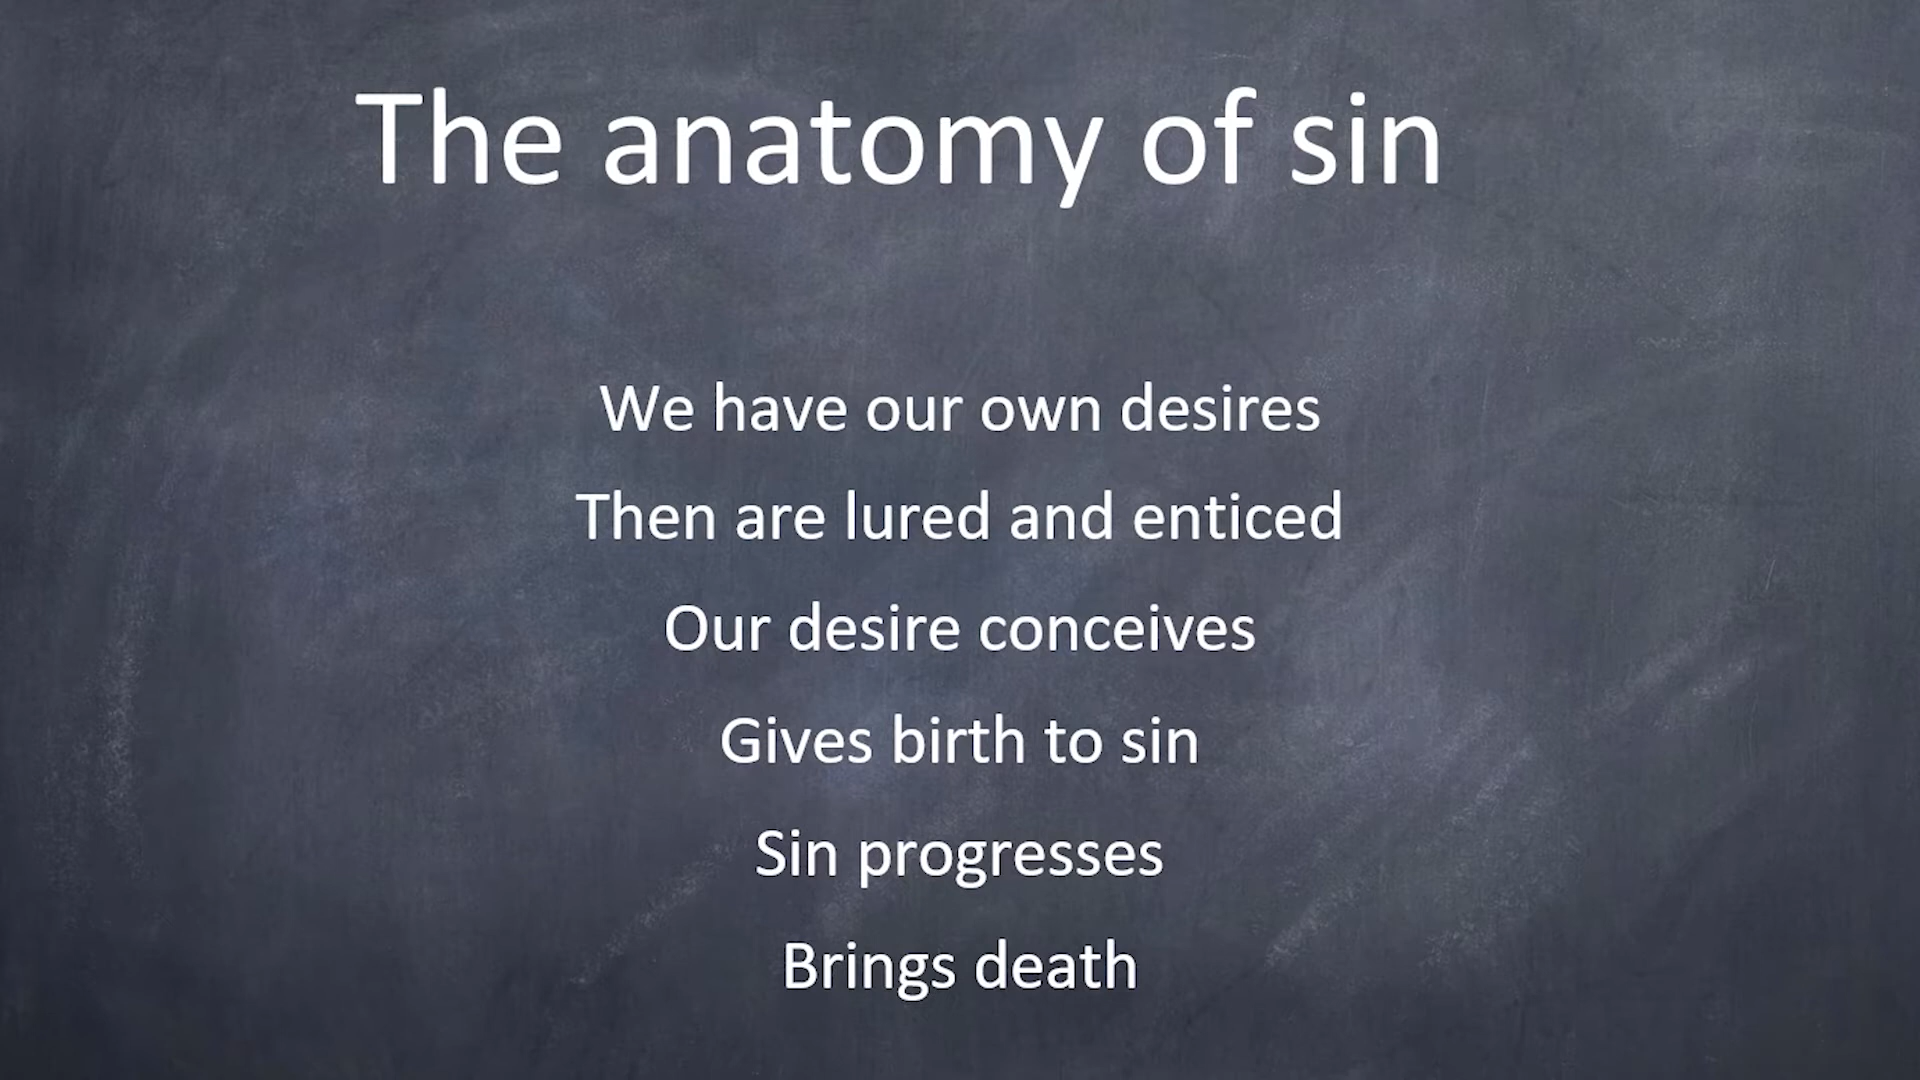 The anatomy of sin
We have our own desires
Then are lured and enticed
Our desire conceives
Gives birth to sin
Sin progresses
Brings death